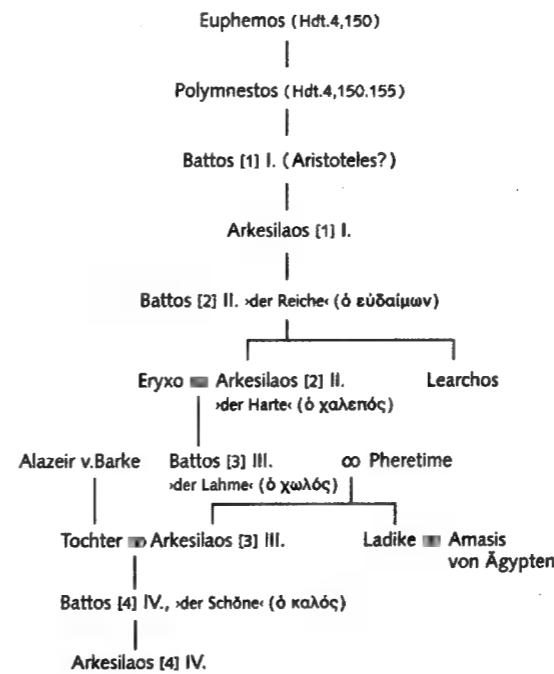 Euphemos (Hdt.4,150)
Polymnestos (Hdt.4,150.155)
Battos [1] I. (Aristoteles?)
Arkesilaos [1] I.
Battos [2] II. ›der Reiche‹ (ὁ εὐδαίμων)
Eryxo ∞ Arkesilaos [2] II. Learchos
›der Harte‹ (ὁ χαλεπός)
Alazeir v.Barke Battos [3] III. ∞ Pheretime
›der Lahme‹ (ὁ χωλός)
Tochter ∞ Arkesilaos [3] III. Ladike ∞ Amasis
von Ägypten
Battos [4] IV., ›der Schöne‹ (ὁ καλός)
Arkesilaos [4] IV.